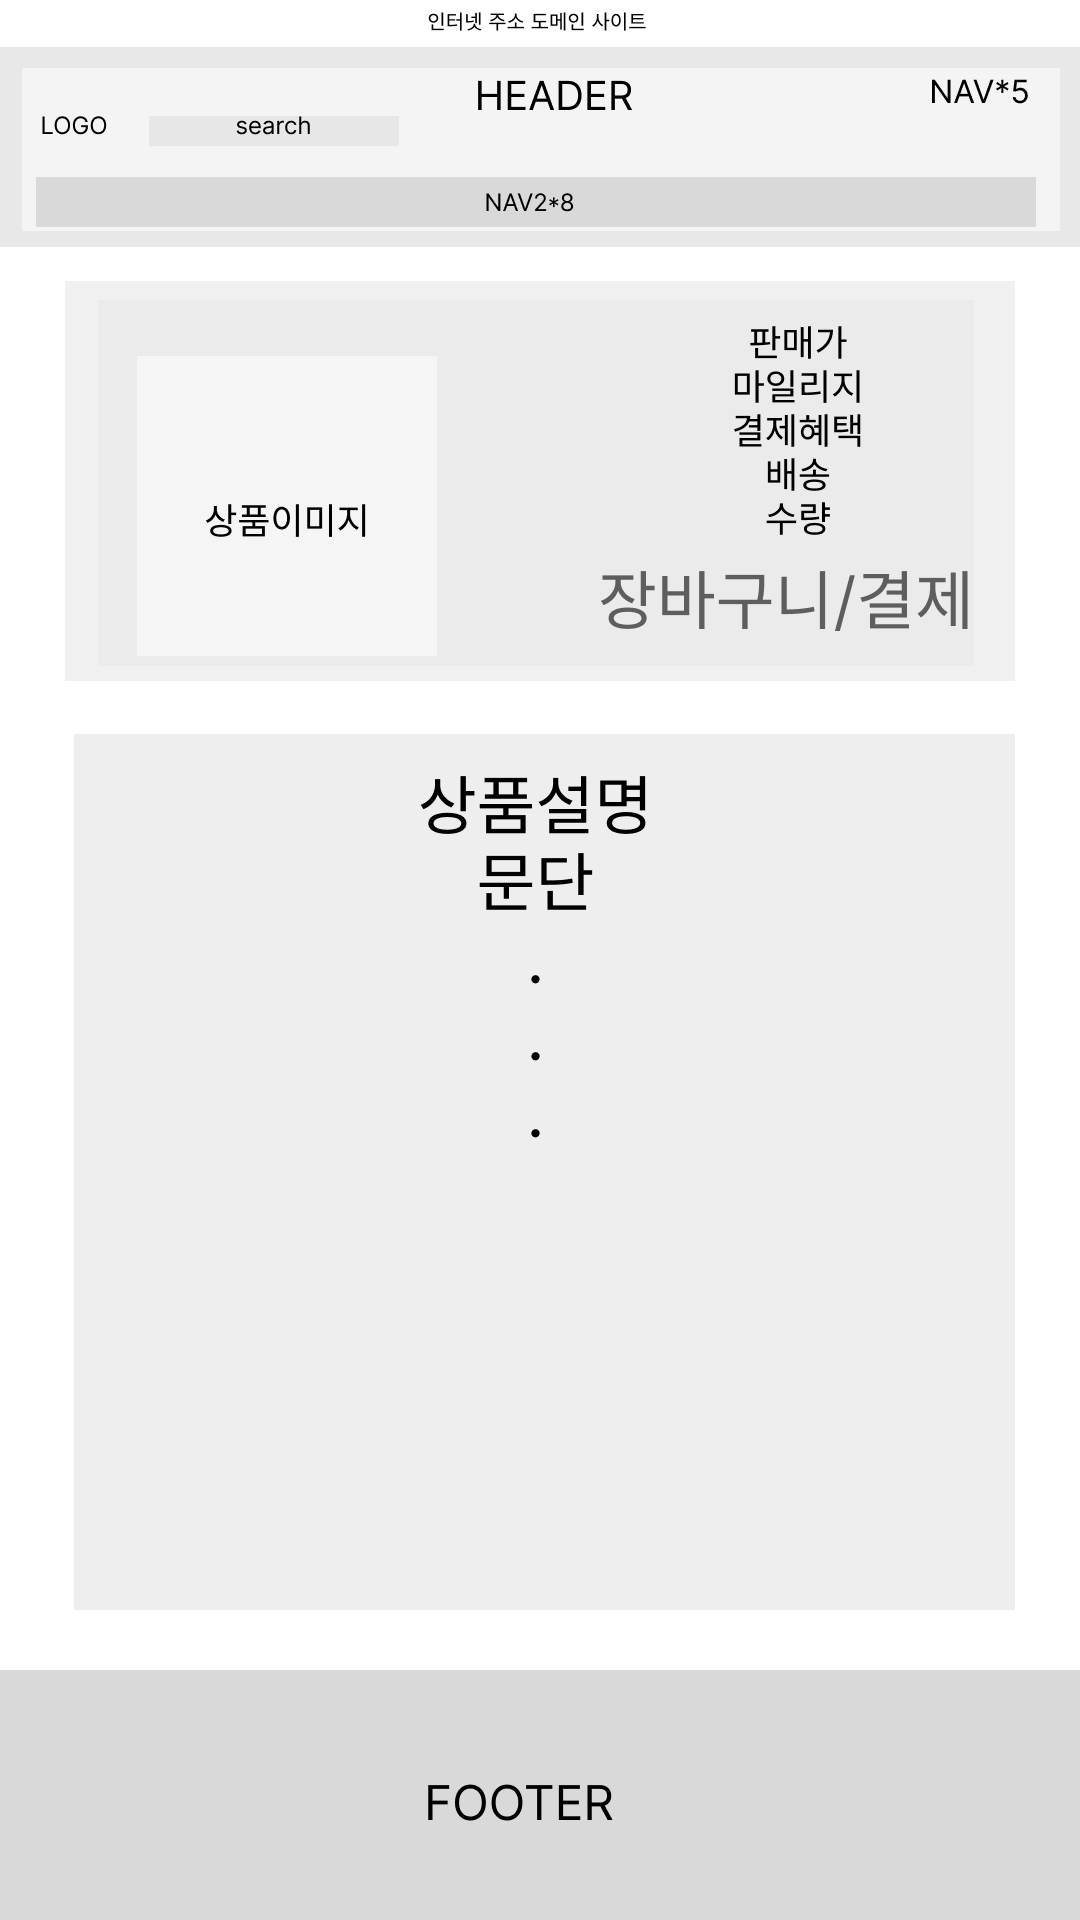 인터넷 주소 도메인 사이트
HEADER
NAV*5
LOGO
search
NAV2*8
판매가
마일리지
결제혜택
배송
수량
상품이미지
장바구니/결제
상품설명
문단
.
.
.
FOOTER